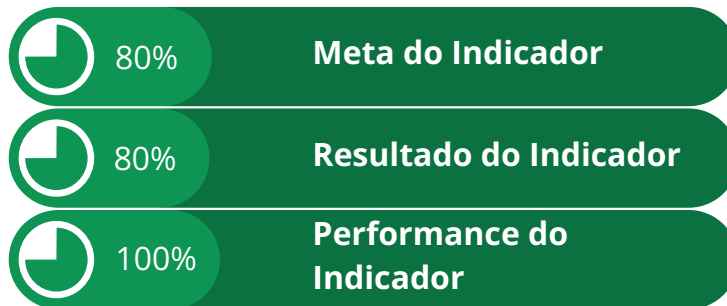 80% Meta do Indicador
80% Resultado do Indicador
100% Performance do
Indicador